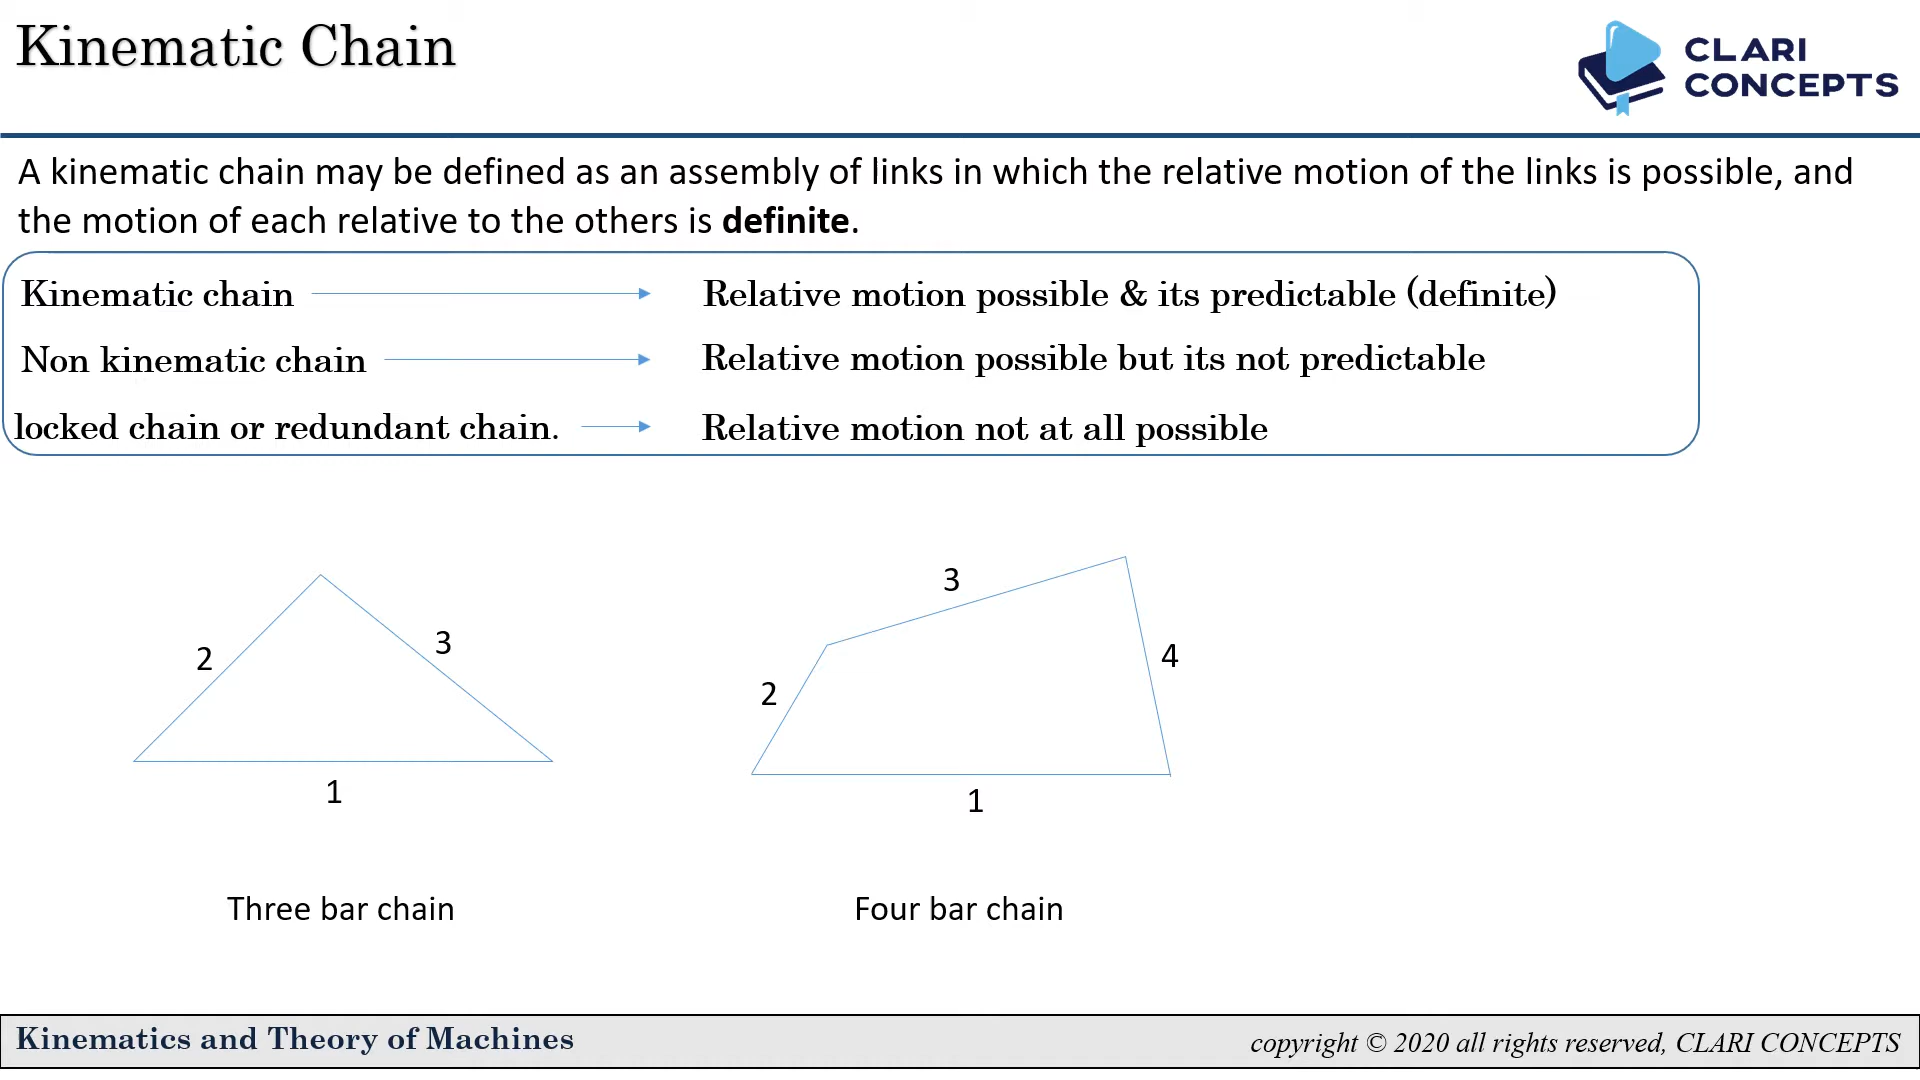 Kinematic Chain
CLARI
CONCEPTS
A kinematic chain may be defined as an assembly of links in which the relative motion of the links is possible, and
the motion of each relative to the others is definite.
Kinematic chain
Relative motion possible & its predictable (definite)
Non kinematic chain
Relative motion possible but its not predictable
locked chain or redundant chain.
Relative motion not at all possible
2
3
1
3
2
4
1
Three bar chain
Four bar chain
Kinematics and Theory of Machines
copyright © 2020 all rights reserved, CLARI CONCEPTS